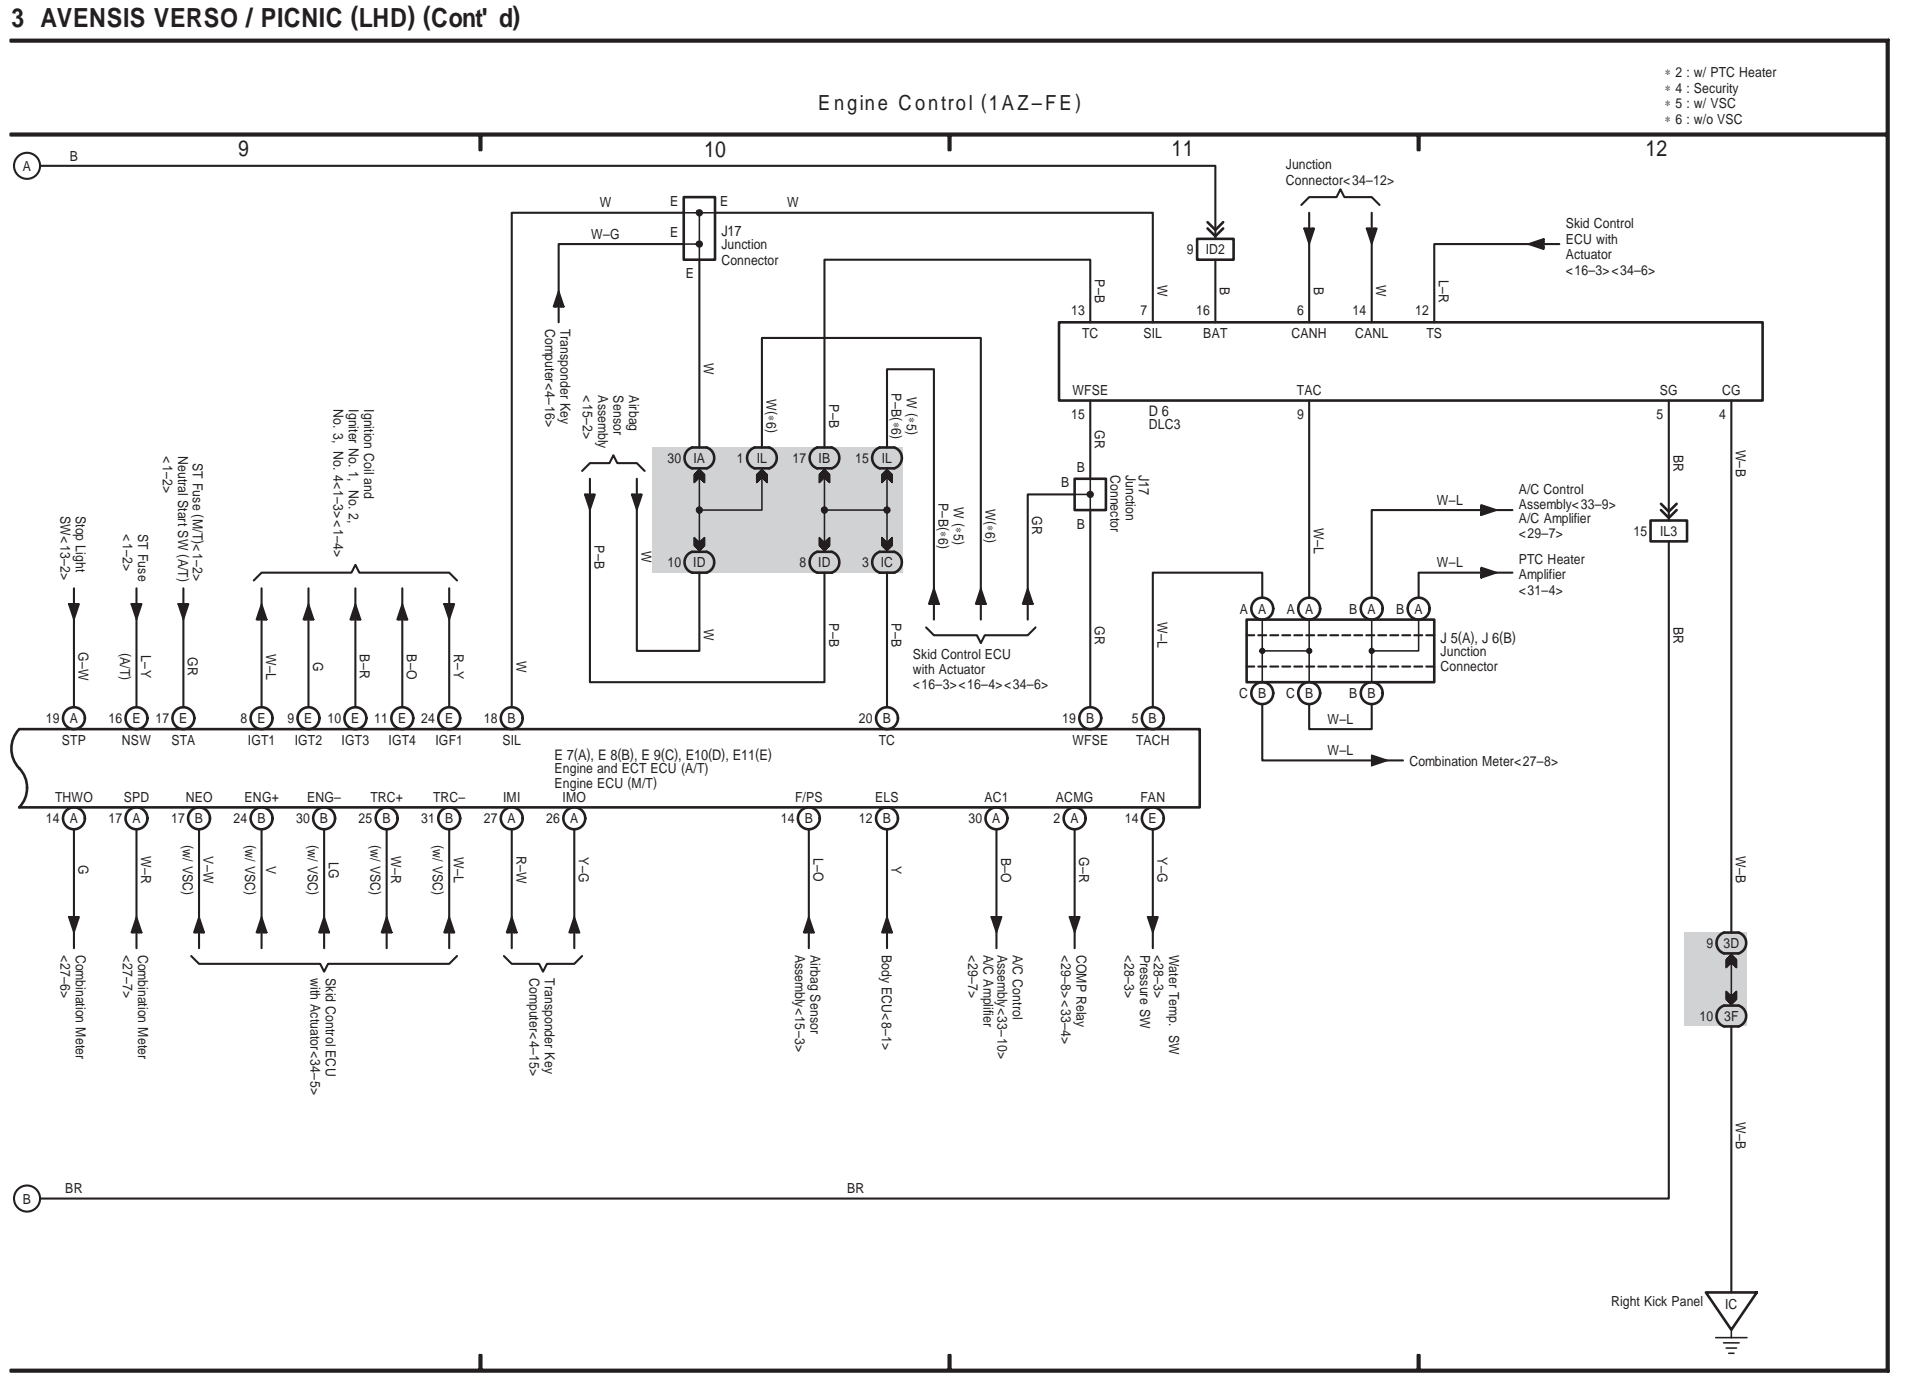 3 AVENSIS VERSO / PICNIC (LHD) (Cont' d)
∗ 2 : w/ PTC Heater
∗ 4 : Security
∗ 5 : w/ VSC
∗ 6 : w/o VSC
Engine Control (1AZ–FE)
9
10
11
12
A
B
Junction
Connector<34–12>
W
E
E
W
W–G
E
E
J17
Junction
Connector
Skid Control
ECU with
Actuator
<16–3><34–6>
9
ID2
P–B
W
B
B
W
L–R
13
7
16
6
14
12
TC
SIL
BAT
CANH
CANL
TS
WFSE
TAC
SG
CG
15
D 6
DLC3
9
5
4
Transponder Key
Computer<4–16>
Airbag
Sensor
Assembly
<15–2>
W
W(∗6)
P–B
W (∗5)
P–B(∗6)
30
IA
1
IL
17
IB
15
IL
10
ID
8
ID
3
IC
P–B
W
W
P–B
P–B
W (∗5)
P–B(∗6)
W(∗6)
GR
GR
B
B
B
J17
Junction
Connector
GR
Skid Control ECU
with Actuator
<16–3><16–4><34–6>
W–L
W–L
A/C Control
Assembly<33–9>
A/C Amplifier
<29–7>
W–L
PTC Heater
Amplifier
<31–4>
W–L
A
A
A
A
B
A
B
A
J 5(A), J 6(B)
Junction
Connector
C
B
C
B
B
B
W–L
W–L
Combination Meter<27–8>
BR
15
IL3
BR
W–B
Stop Light
SW<13–2>
ST Fuse
<1–2>
ST Fuse (M/T)<1–2>
Neutral Start SW (A/T)
<1–2>
Ignition Coil and
Igniter No. 1, No. 2,
No. 3, No. 4<1–3><1–4>
G–W
L–Y
(A/T)
GR
W–L
G
B–R
B–O
R–Y
W
19
A
16
E
17
E
8
E
9
E
10
E
11
E
24
E
18
B
20
B
19
B
5
B
STP
NSW
STA
IGT1
IGT2
IGT3
IGT4
IGF1
SIL
TC
WFSE
TACH
E 7(A), E 8(B), E 9(C), E10(D), E11(E)
Engine and ECT ECU (A/T)
Engine ECU (M/T)
THWO
SPD
NEO
ENG+
ENG–
TRC+
TRC–
IMI
IMO
F/PS
ELS
AC1
ACMG
FAN
14
A
17
A
17
B
24
B
30
B
25
B
31
B
27
A
26
A
14
B
12
B
30
A
2
A
14
E
G
W–R
V–W
(w/ VSC)
V
(w/ VSC)
LG
(w/ VSC)
W–R
(w/ VSC)
W–L
(w/ VSC)
R–W
Y–G
L–O
Y
B–O
G–R
Y–G
W–B
Combination Meter
<27–6>
Combination Meter
<27–7>
Skid Control ECU
with Actuator<34–5>
Transponder Key
Computer<4–15>
Airbag Sensor
Assembly<15–3>
Body ECU<8–1>
A/C Control
Assembly<33–10>
A/C Amplifier
<29–7>
COMP Relay
<29–8><33–4>
Water Temp. SW
<28–3>
Pressure SW
<28–3>
9
3D
10
3F
W–B
B
BR
BR
Right Kick Panel
IC